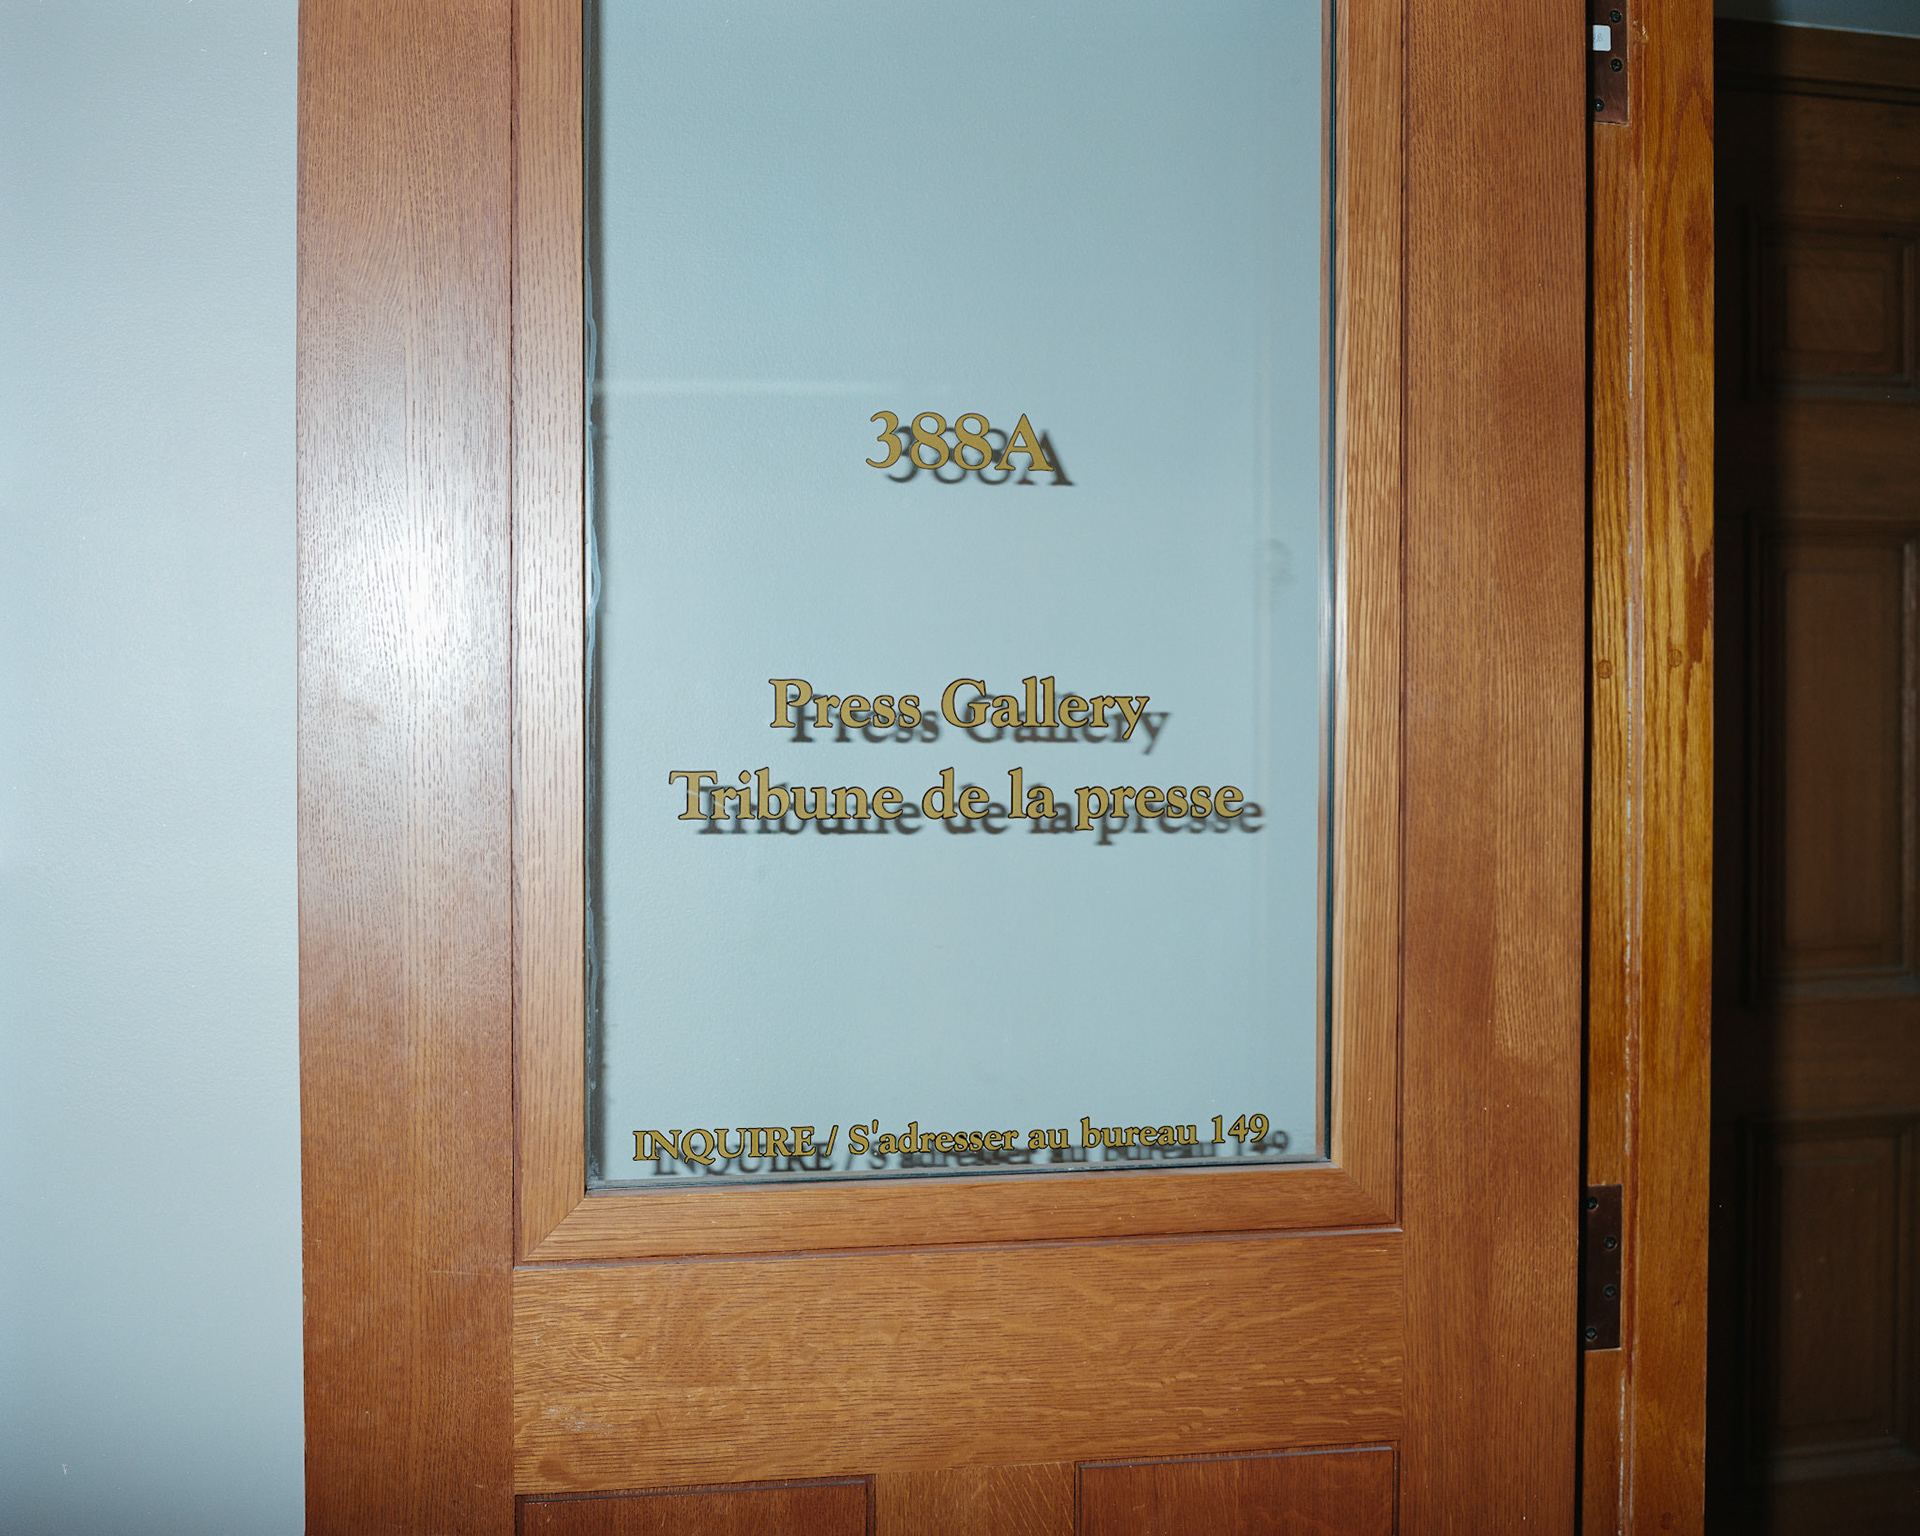 388A
Press Gallery
Tribune de la presse
INQUIRE / S'adresser au bureau 149